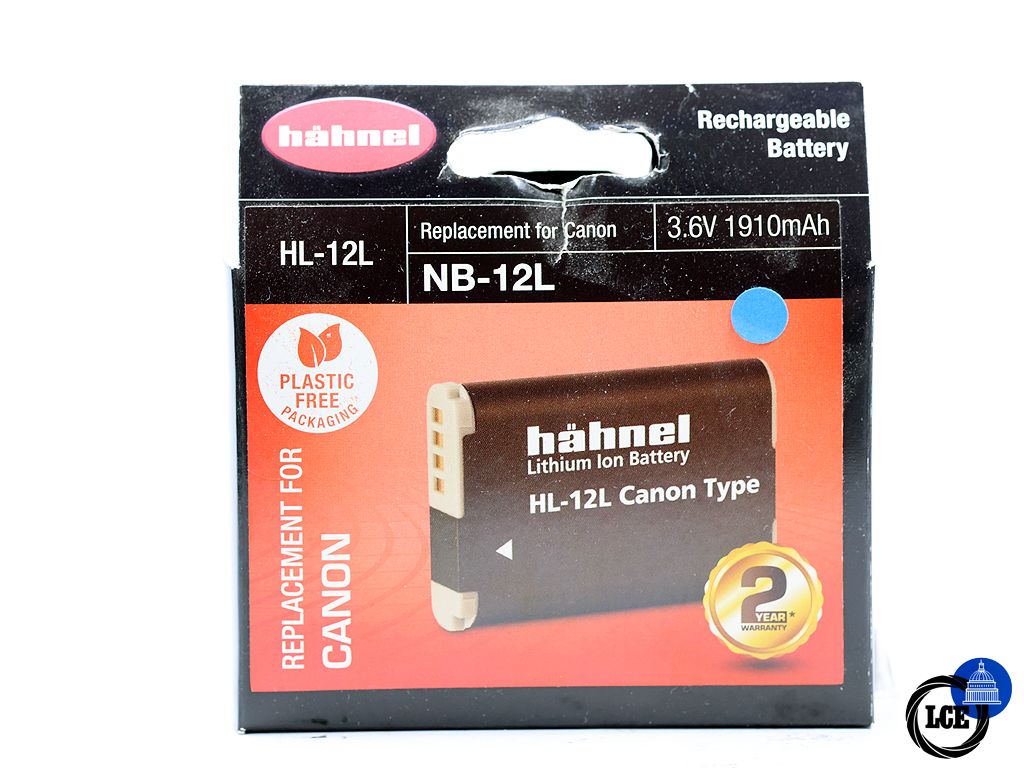 hähnel
Rechargeable
Battery
HL-12L
Replacement for Canon
3.6V 1910mAh
NB-12L
PLASTIC
FREE
PACKAGING
REPLACEMENT FOR
CANON
hähnel
Lithium Ion Battery
HL-12L Canon Type
2
YEAR*
WARRANTY
LCE